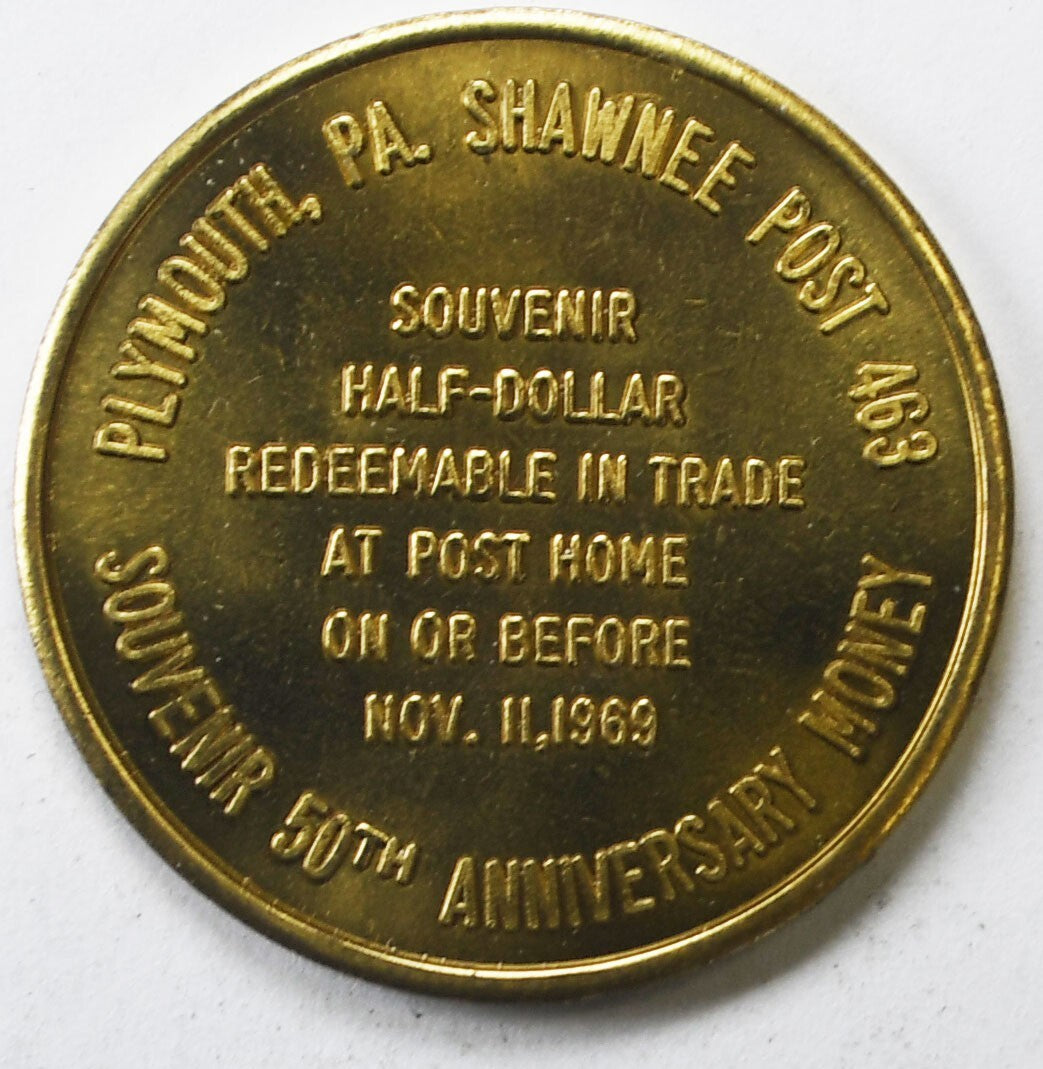 PLYMOUTH, PA. SHAWNEE POST 463
SOUVENIR
HALF-DOLLAR
REDEEMABLE IN TRADE
AT POST HOME
ON OR BEFORE
NOV. 11,1969
SOUVENIR 50TH ANNIVERSARY MONEY